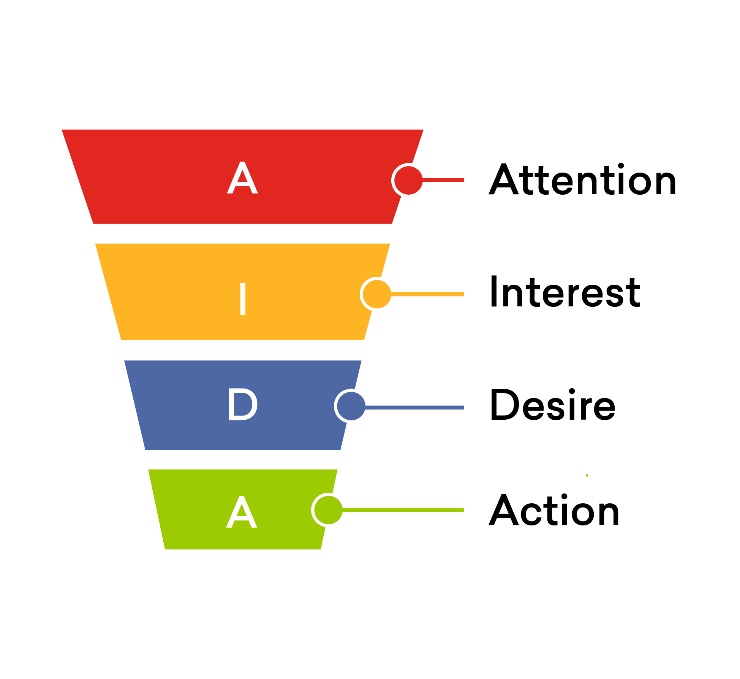 A Attention
I Interest
D Desire
A Action